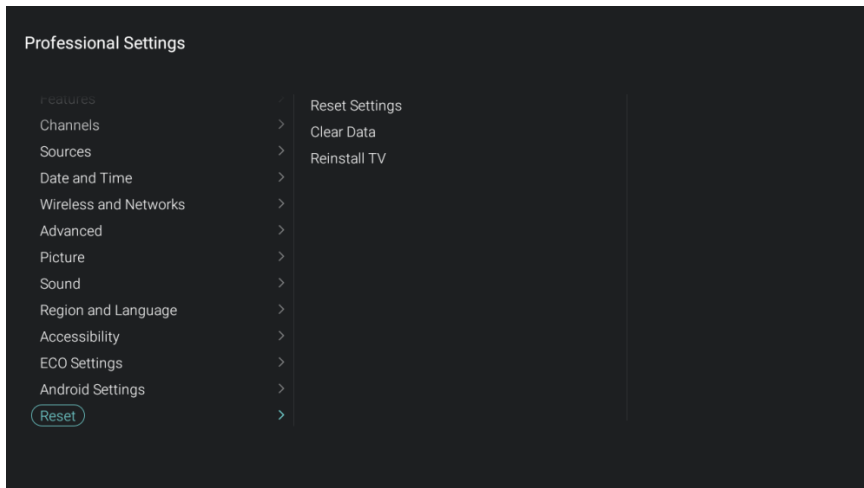 Professional Settings
Features
Channels
Sources
Date and Time
Wireless and Networks
Advanced
Picture
Sound
Region and Language
Accessibility
ECO Settings
Android Settings
Reset
Reset Settings
Clear Data
Reinstall TV